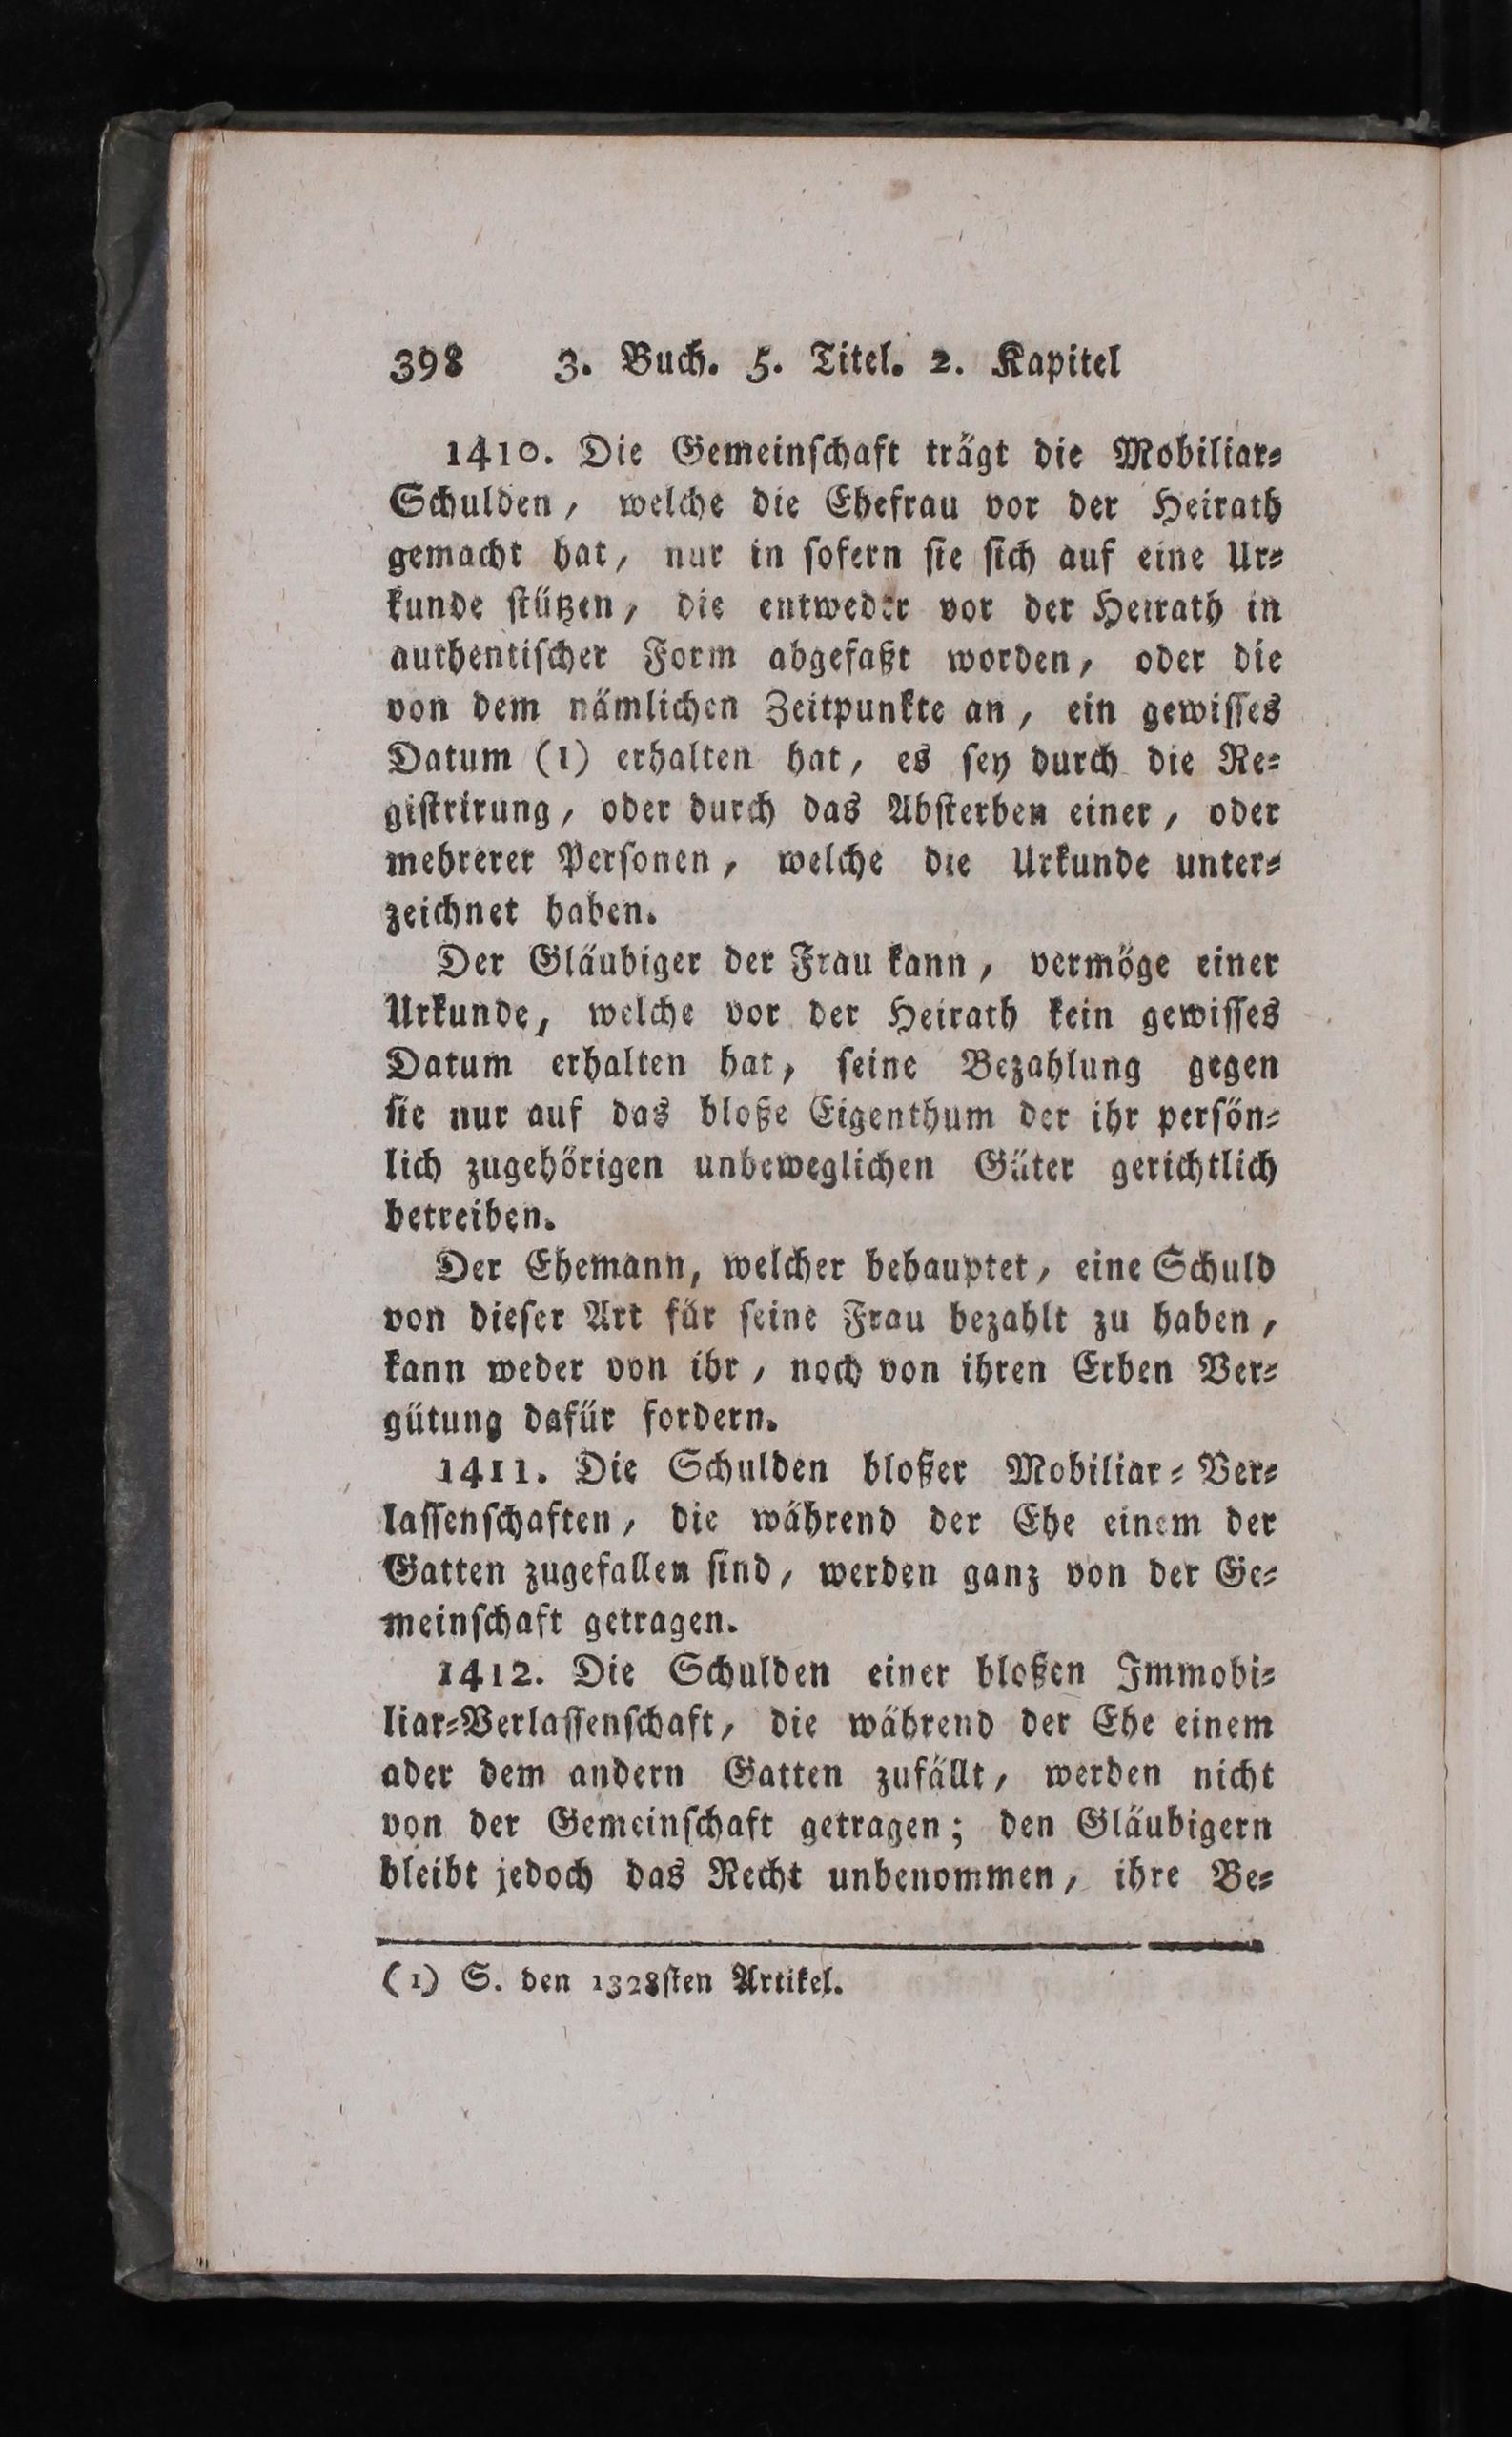 398 3. Buch. 5. Titel. 2. Kapitel
1410. Die Gemeinschaft trägt die Mobiliar-
Schulden, welche die Ehefrau vor der Heirath
gemacht hat, nur in sofern sie sich auf eine Ur-
kunde stützen, die entweder vor der Heirath in
authentischer Form abgefaßt worden, oder die
von dem nämlichen Zeitpunkte an, ein gewisses
Datum (1) erhalten hat, es sey durch die Re-
gistrirung, oder durch das Absterben einer, oder
mehrerer Personen, welche die Urkunde unter-
zeichnet haben.
Der Gläubiger der Frau kann, vermöge einer
Urkunde, welche vor der Heirath kein gewisses
Datum erhalten hat, seine Bezahlung gegen
sie nur auf das bloße Eigenthum der ihr persön-
lich zugehörigen unbeweglichen Güter gerichtlich
betreiben.
Der Ehemann, welcher behauptet, eine Schuld
von dieser Art für seine Frau bezahlt zu haben,
kann weder von ihr, noch von ihren Erben Ver-
gütung dafür fordern.
1411. Die Schulden bloßer Mobiliar-Ver-
lassenschaften, die während der Ehe einem der
Gatten zugefallen sind, werden ganz von der Ge-
meinschaft getragen.
1412. Die Schulden einer bloßen Immobi-
liar-Verlassenschaft, die während der Ehe einem
ader dem andern Gatten zufällt, werden nicht
von der Gemeinschaft getragen; den Gläubigern
bleibt jedoch das Recht unbenommen, ihre Be-
(1) S. den 1328sten Artikel.